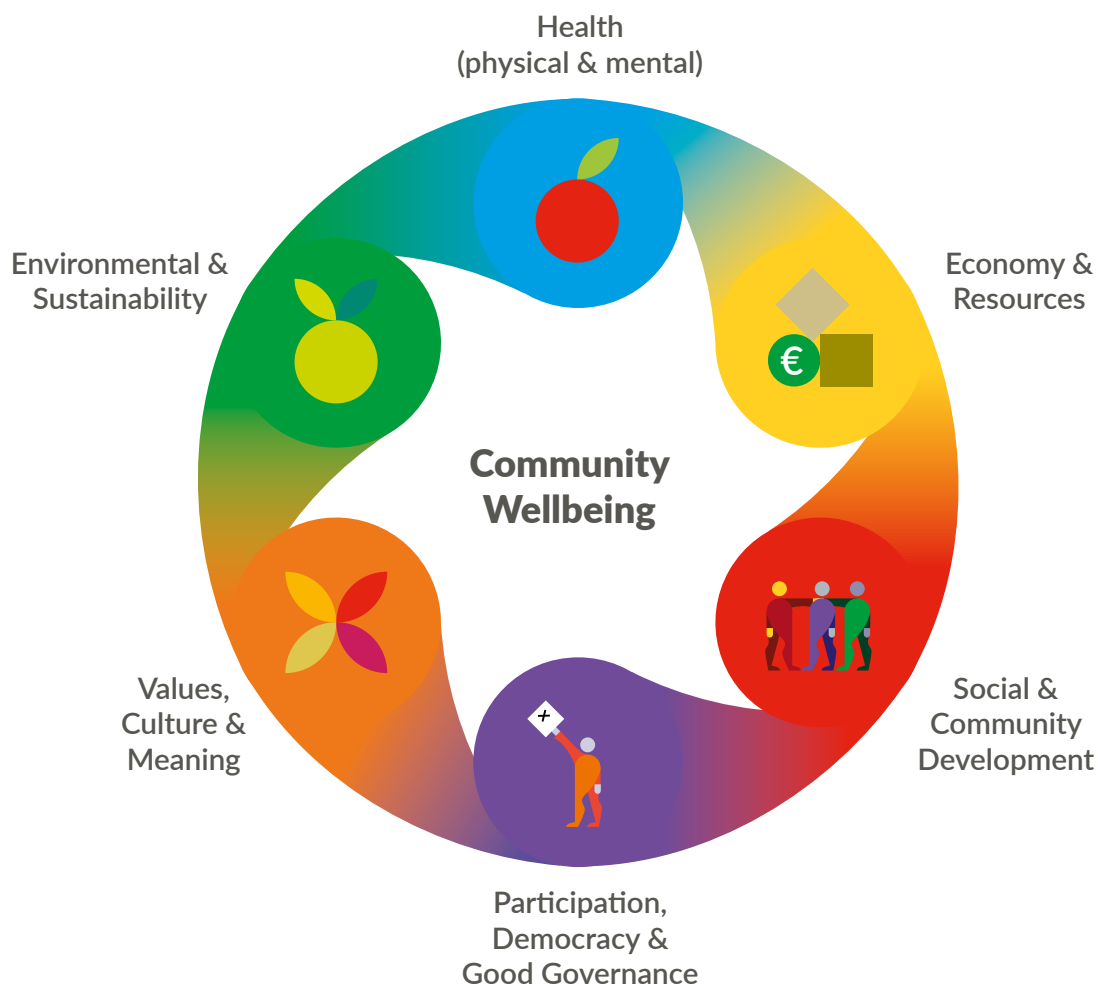 Health
(physical & mental)
Environmental &
Sustainability
Economy &
Resources
€
Community
Wellbeing
Values,
Culture &
Meaning
Social &
Community
Development
Participation,
Democracy &
Good Governance